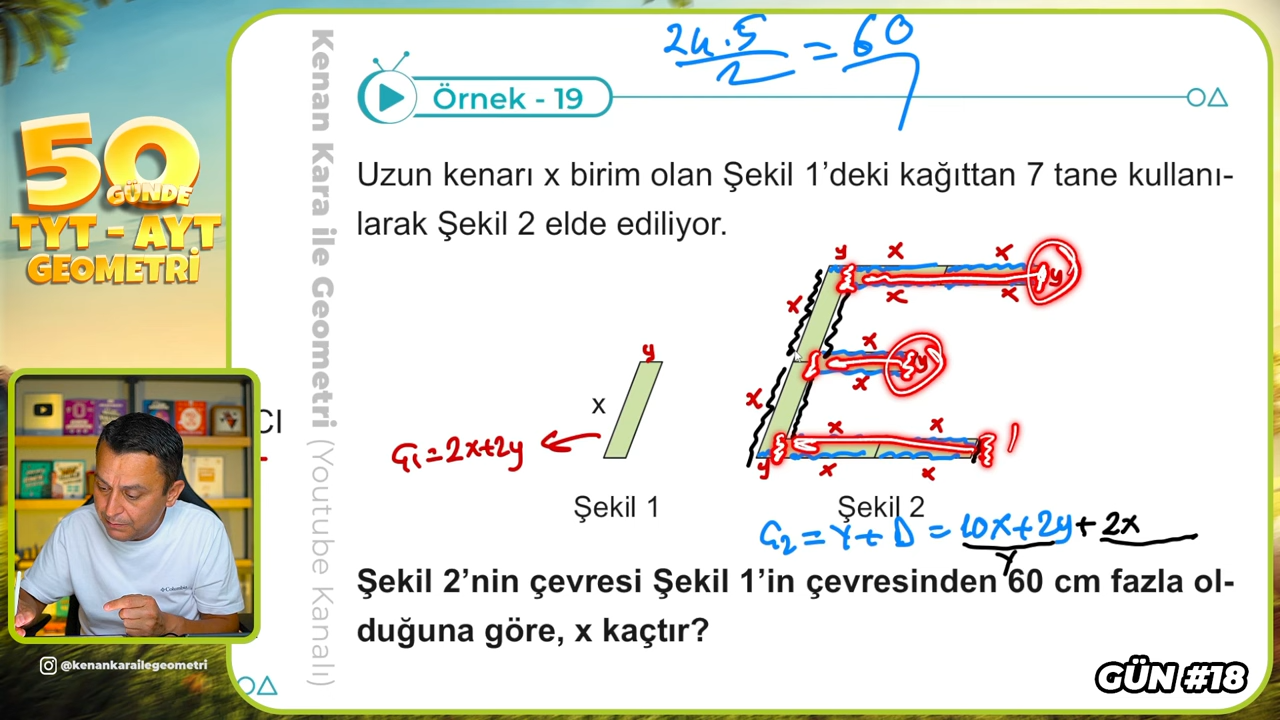 24.5/2 = 60
Örnek - 19
50
GÜNDE
TYT - AYT
GEOMETRİ
Kenan Kara ile Geometri (Youtube Kanalı)
Uzun kenarı x birim olan Şekil 1’deki kağıttan 7 tane kullanı-
larak Şekil 2 elde ediliyor.
y x x
x x y
x
x
x
y
x
y
x
x
x x
y x x
Ç₁=2x+2y
Şekil 1
Şekil 2
Ç₂ = Y + D = 10x+2y + 2x
Y
Şekil 2’nin çevresi Şekil 1’in çevresinden 60 cm fazla ol-
duğuna göre, x kaçtır?
CI
Columbia
@kenankarailegeometri
GÜN #18